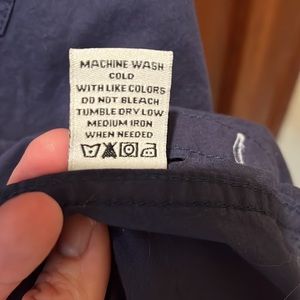 MACHINE WASH
COLD
WITH LIKE COLORS
DO NOT BLEACH
TUMBLE DRY LOW
MEDIUM IRON
WHEN NEEDED